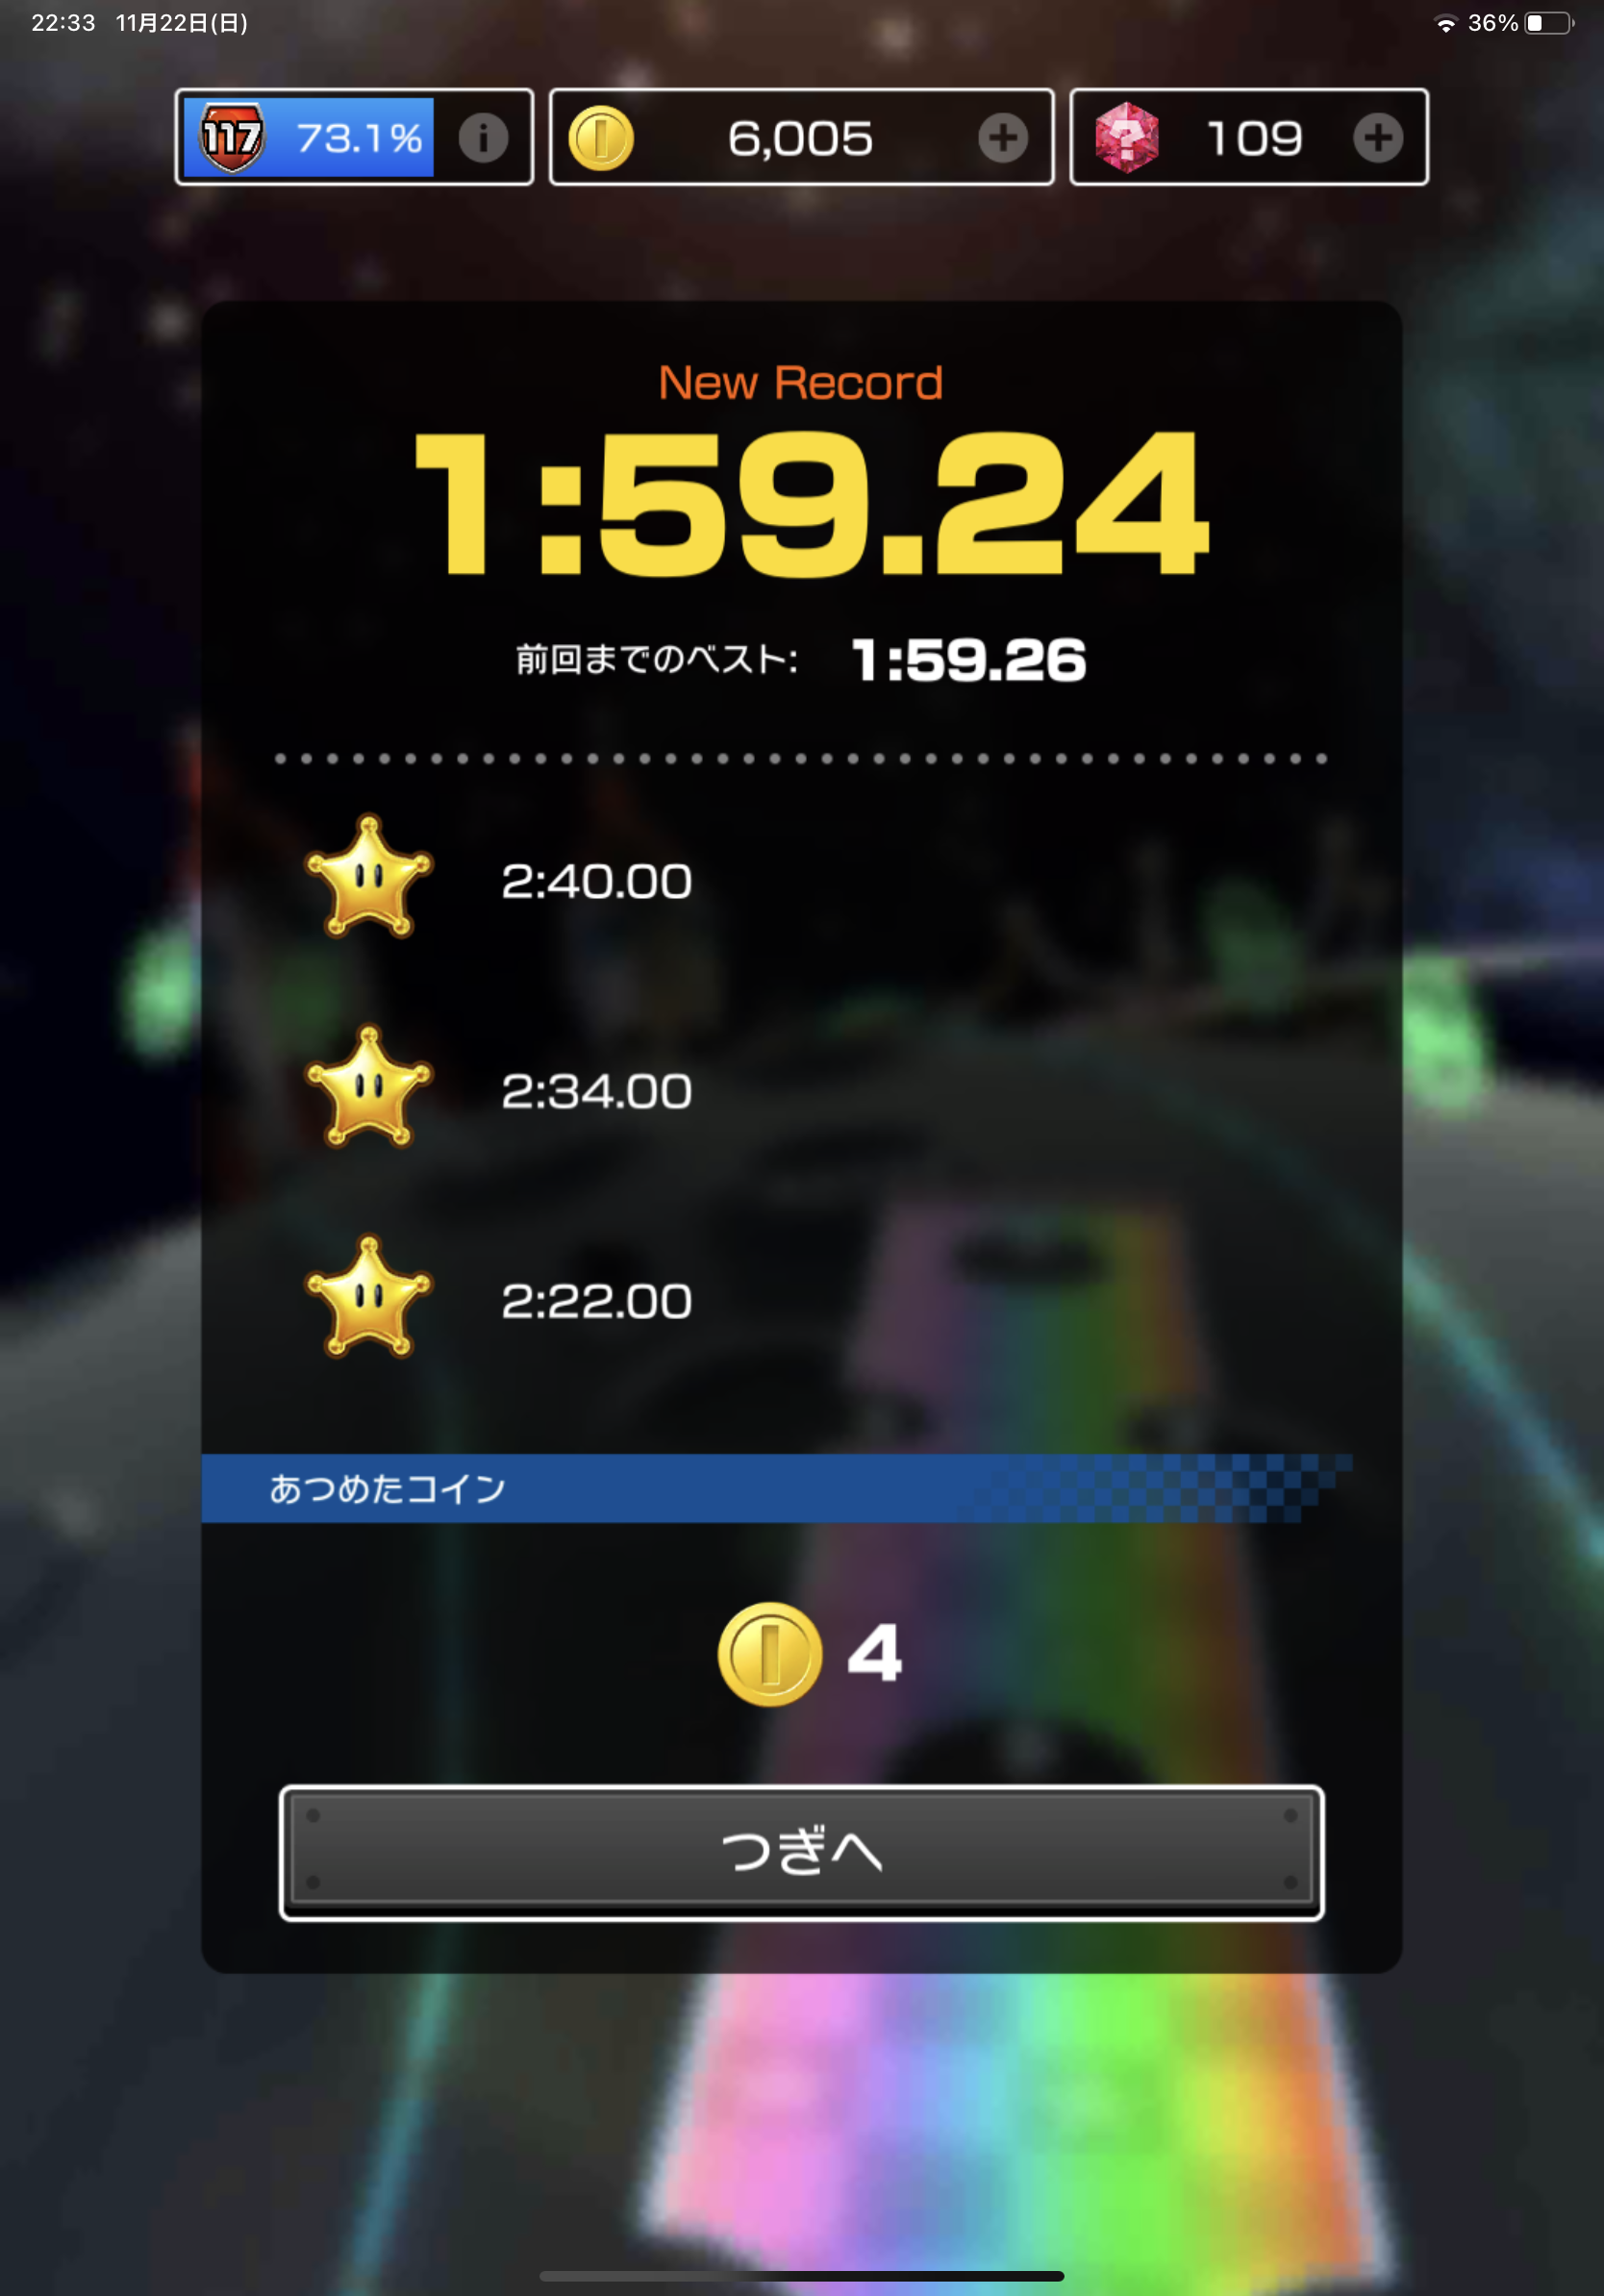 22:33 11月22日(日) 36%
117 73.1% i 6,005 + ? 109 +
New Record
1:59.24
前回までのベスト: 1:59.26
2:40.00
2:34.00
2:22.00
あつめたコイン
4
つぎへ